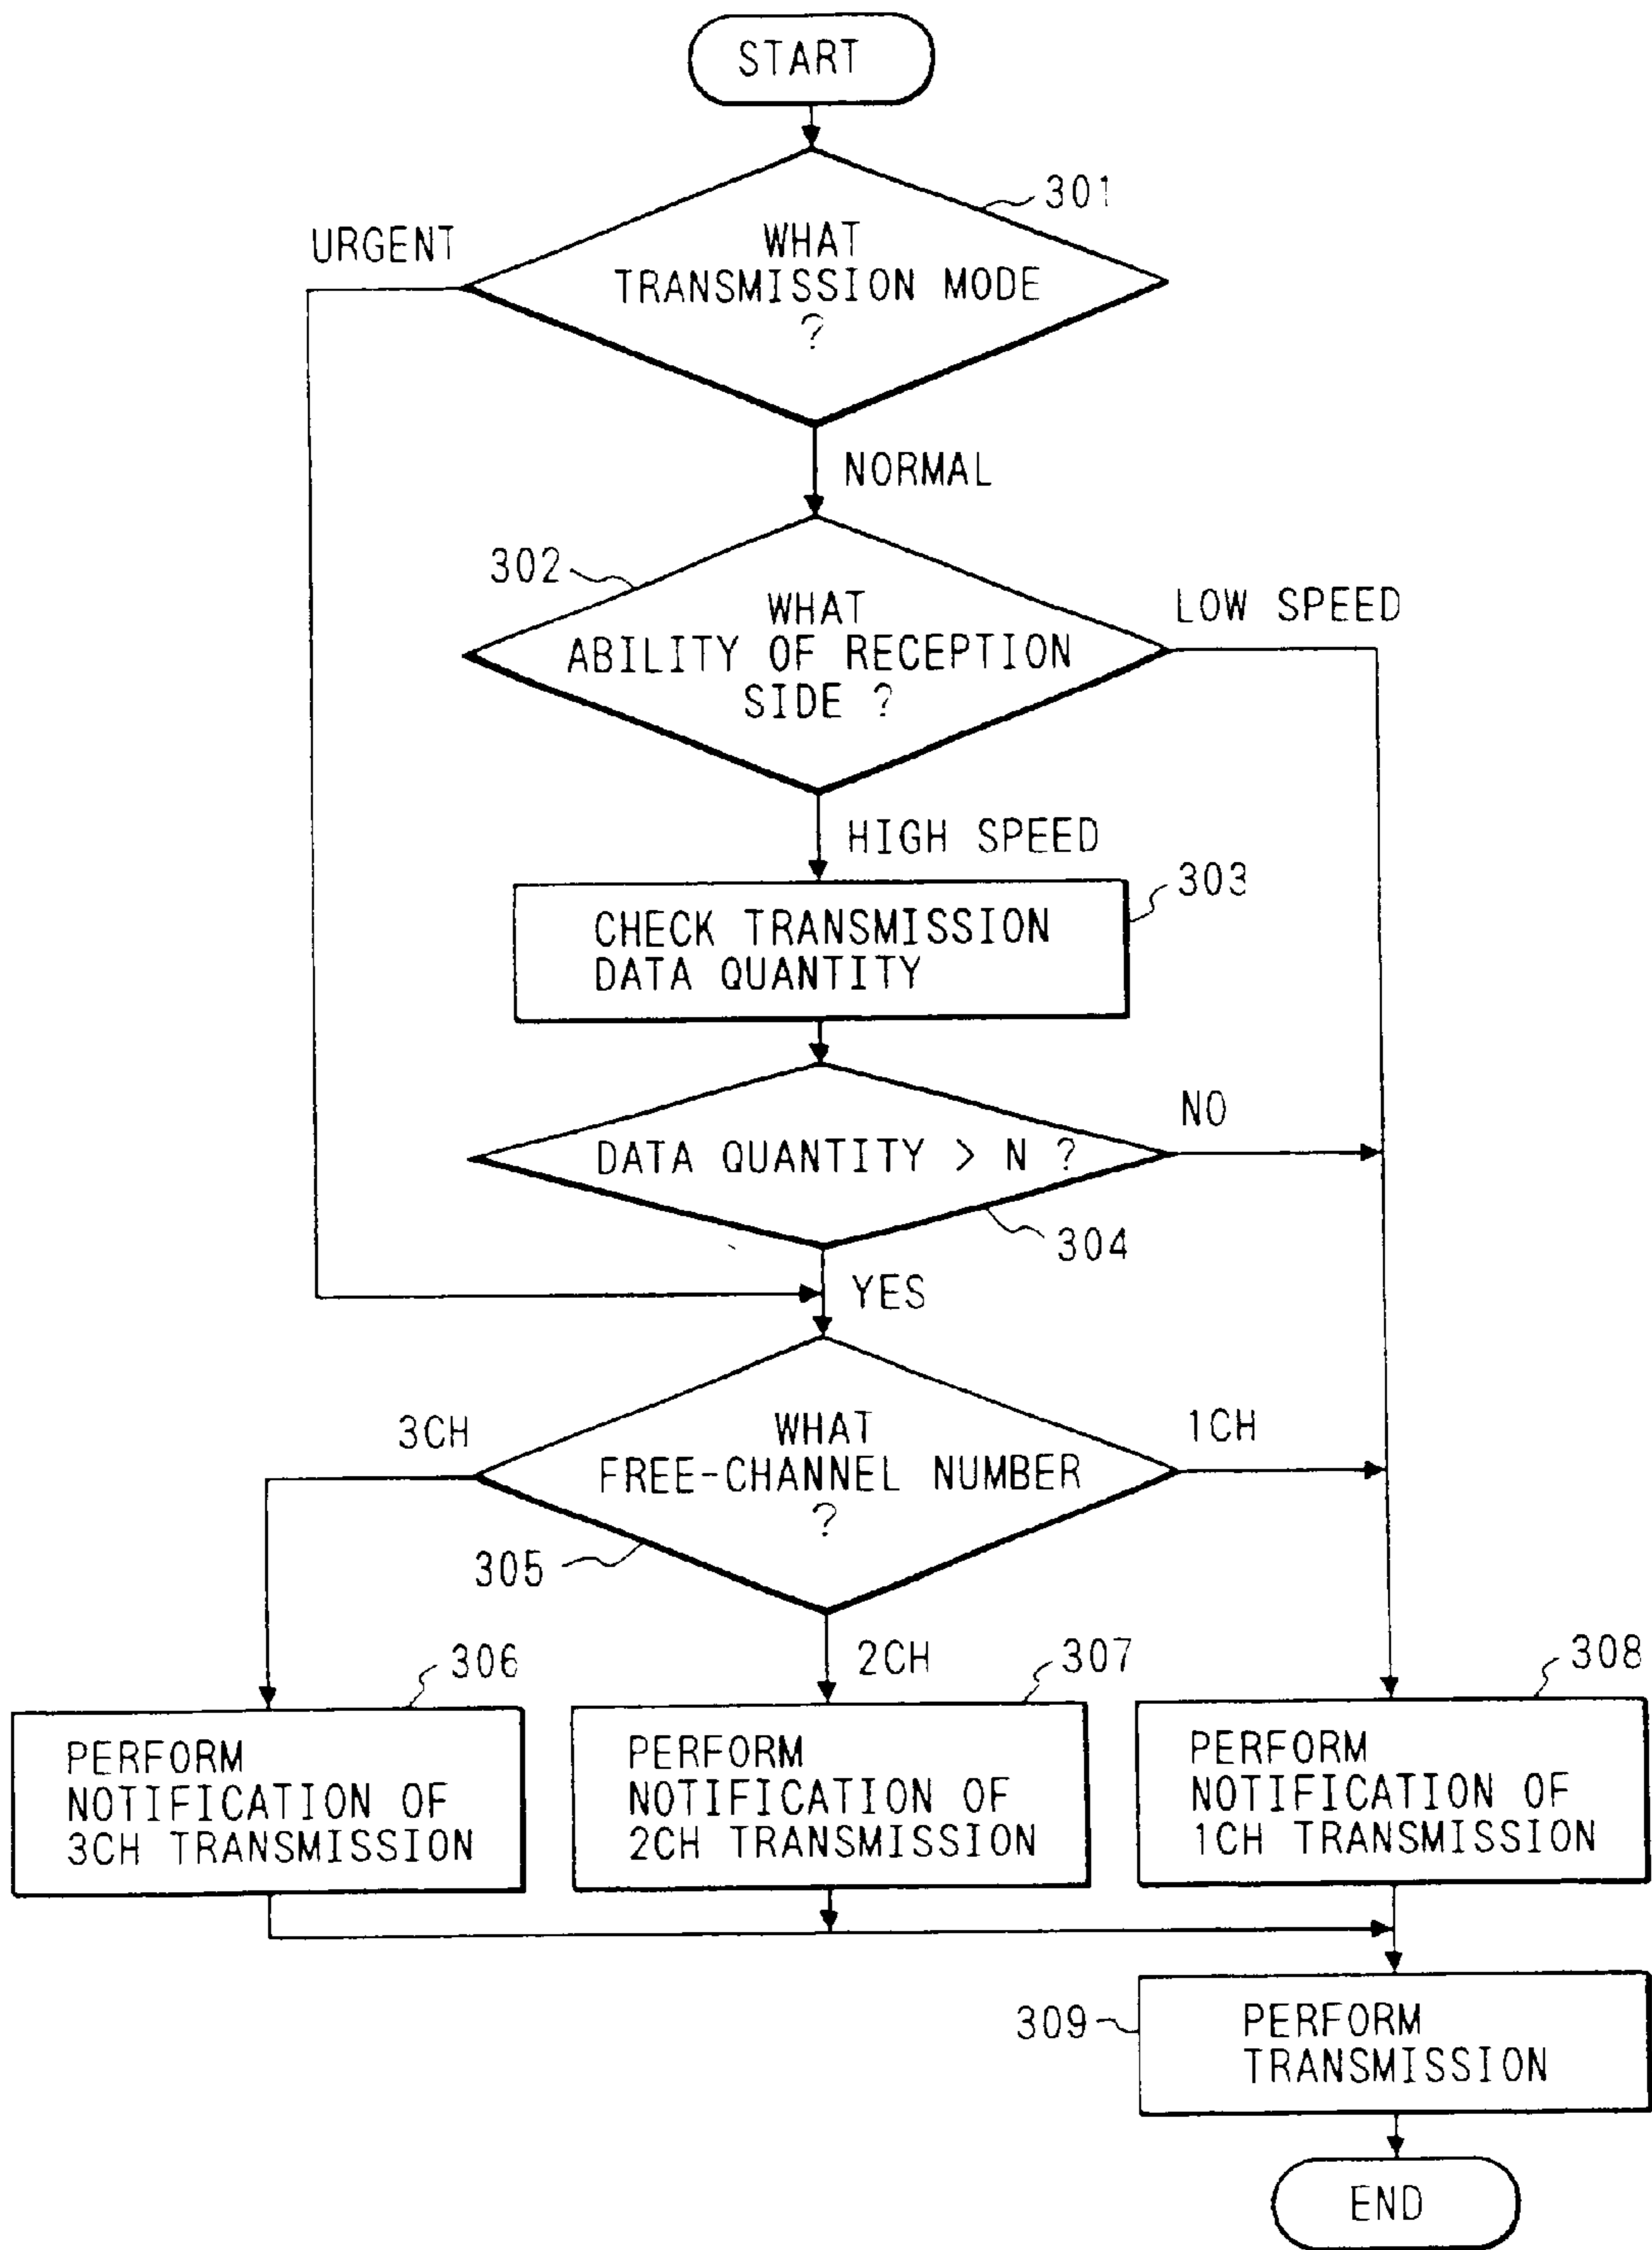 START
301
URGENT
WHAT
TRANSMISSION MODE
?
NORMAL
302
WHAT
ABILITY OF RECEPTION
SIDE ?
LOW SPEED
HIGH SPEED
303
CHECK TRANSMISSION
DATA QUANTITY
NO
DATA QUANTITY > N ?
304
YES
3CH
WHAT
FREE-CHANNEL NUMBER
?
1CH
305
2CH
306
307
308
PERFORM
NOTIFICATION OF
3CH TRANSMISSION
PERFORM
NOTIFICATION OF
2CH TRANSMISSION
PERFORM
NOTIFICATION OF
1CH TRANSMISSION
309
PERFORM
TRANSMISSION
END